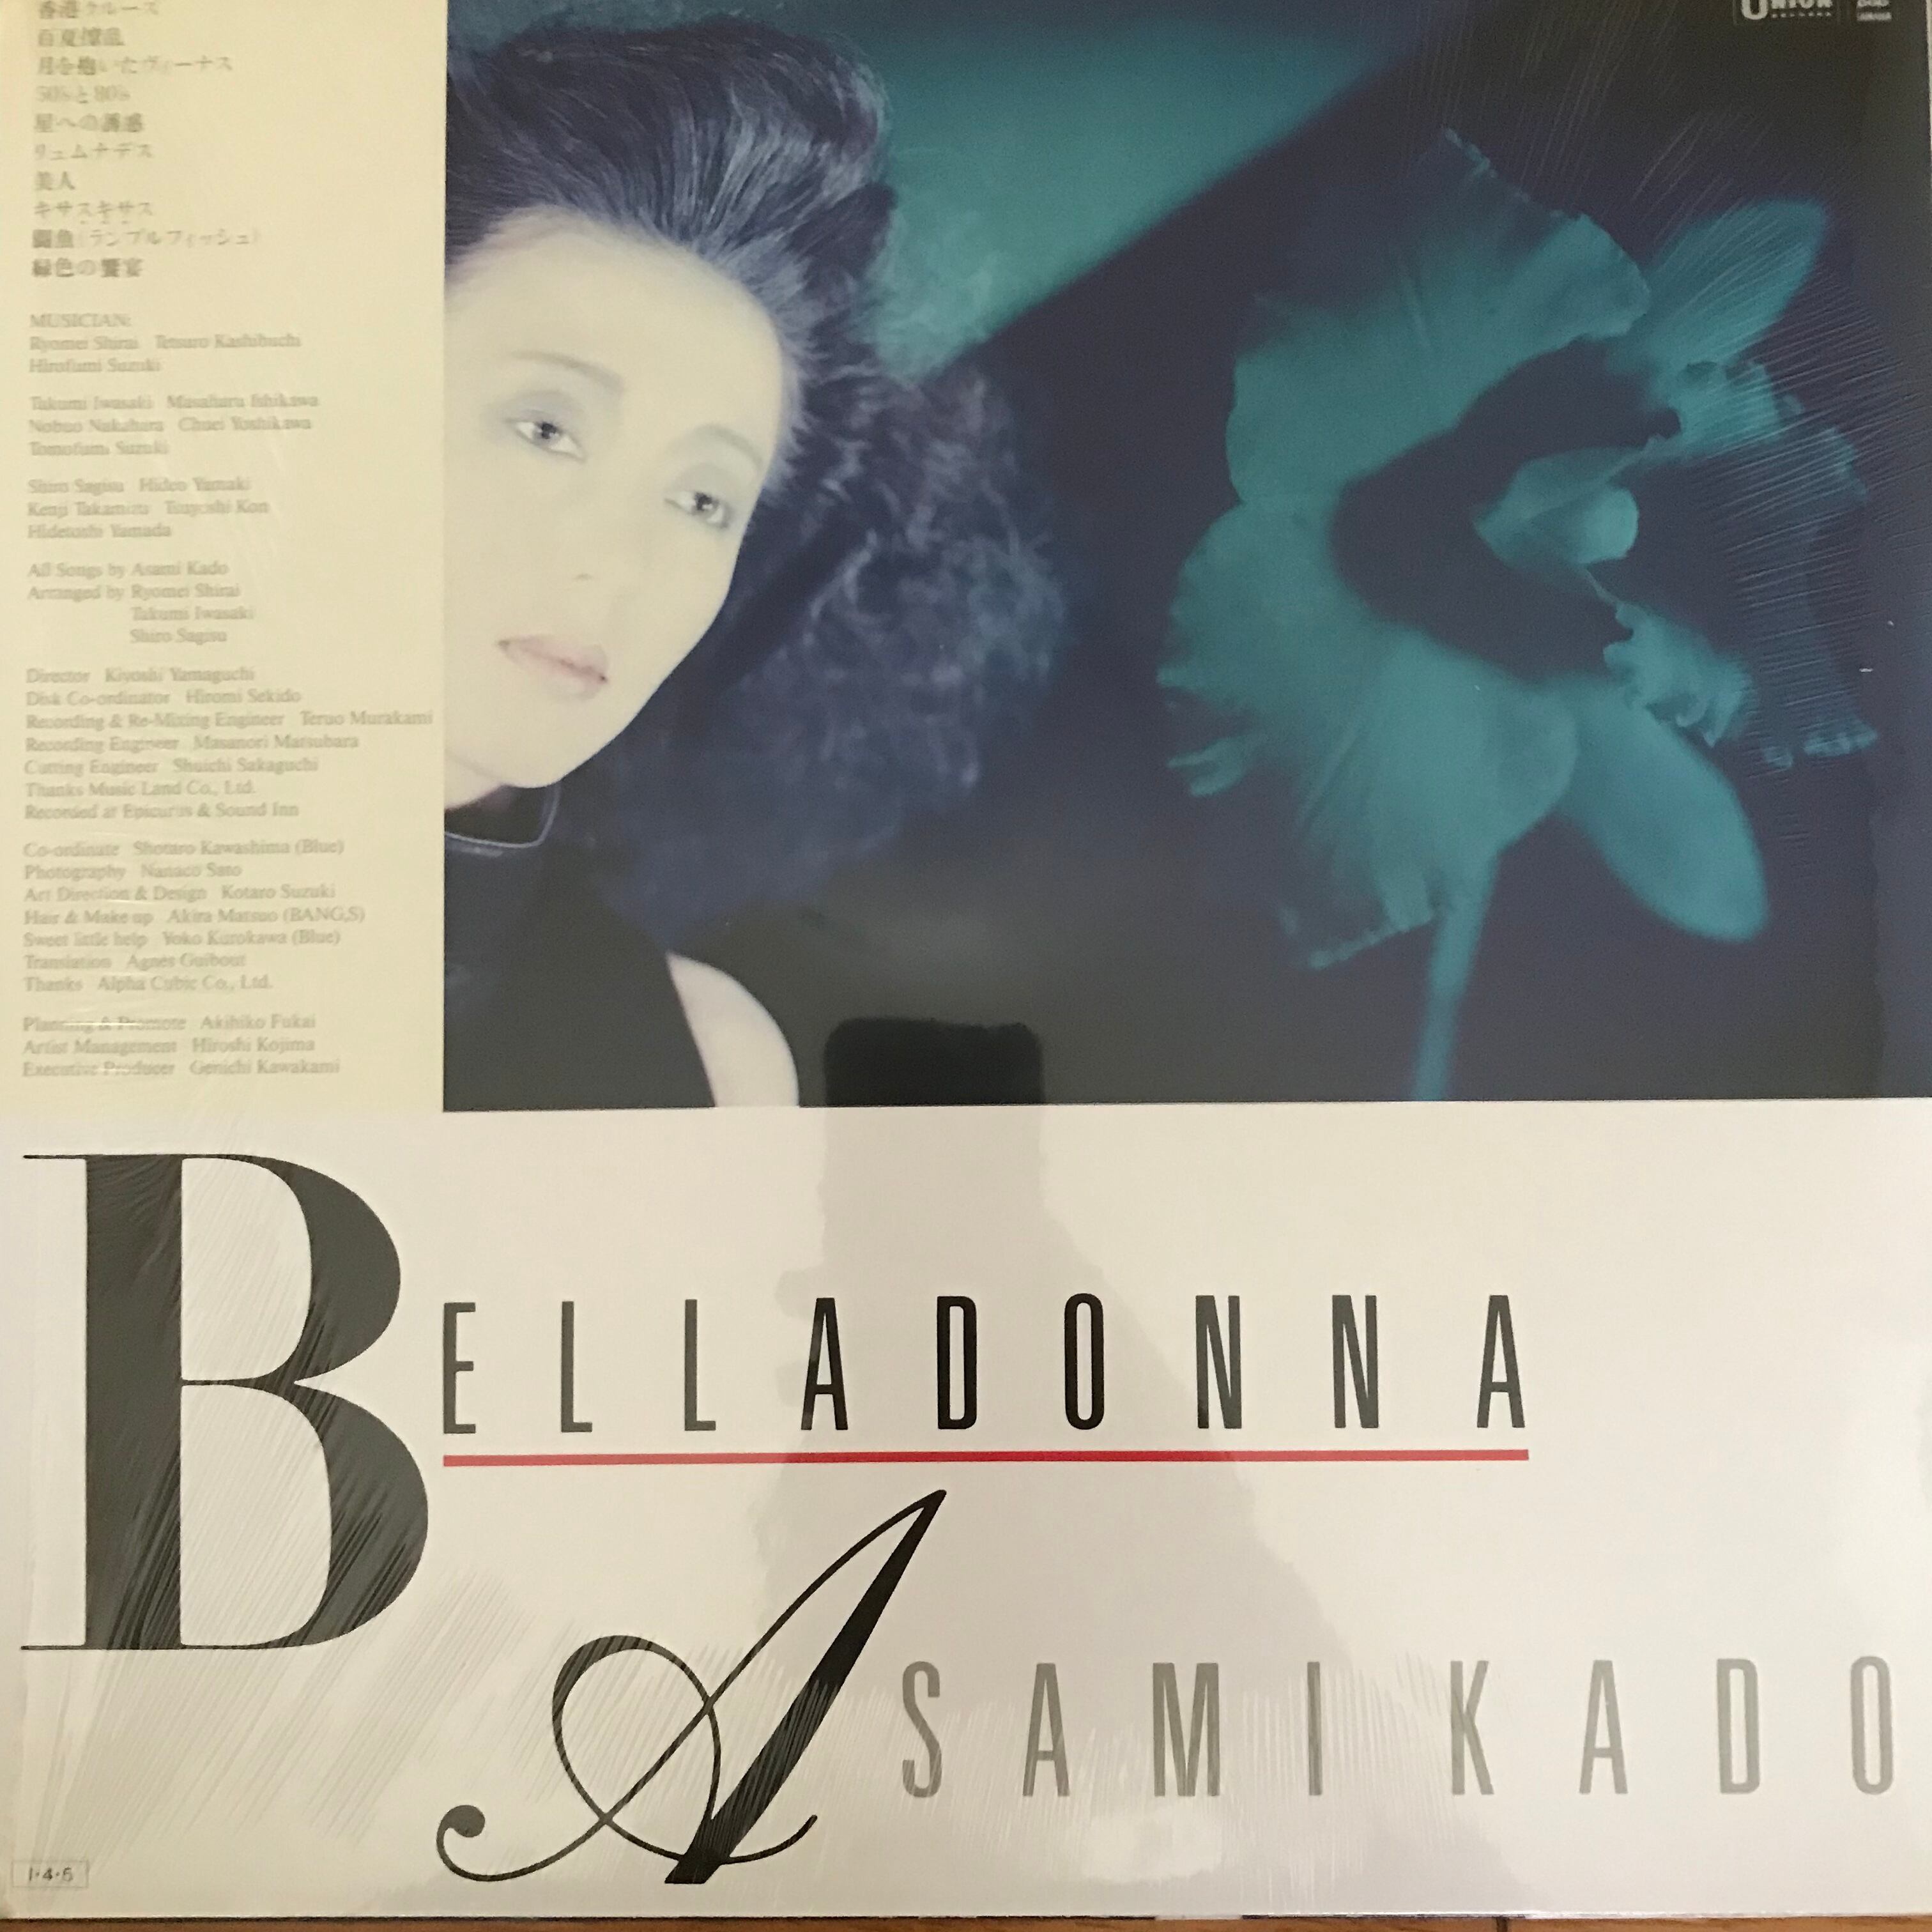 香港クルーズ
百夏撩乱
月を抱いたヴィーナス
50'sと80's
星への誘惑
リュムナデス
美人
キサスキサス
闘魚(ランブルフィッシュ)
緑色の饗宴
MUSICIAN:
Ryomei Shirai Tetsuro Kashibuchi
Hirofumi Suzuki
Takumi Iwasaki Masaharu Ishikawa
Nobuo Nakahara Chuei Yoshikawa
Tomofumi Suzuki
Shiro Sagisu Hideo Yamaki
Kenji Takamizu Tsuyoshi Kon
Hidetoshi Yamada
All Songs by Asami Kado
Arranged by Ryomei Shirai
Takumi Iwasaki
Shiro Sagisu
Director Kiyoshi Yamaguchi
Disk Co-ordinator Hiromi Sekido
Recording & Re-Mixing Engineer Teruo Murakami
Recording Engineer Masanori Matsubara
Cutting Engineer Shuichi Sakaguchi
Thanks Music Land Co., Ltd.
Recorded at Epicurus & Sound Inn
Co-ordinate Shotaro Kawashima (Blue)
Photography Nanaco Sato
Art Direction & Design Kotaro Suzuki
Hair & Make up Akira Matsuo (BANG,S)
Sweet little help Yoko Kurokawa (Blue)
Translation Agnès Guibout
Thanks Alpha Cubic Co., Ltd.
Planning & Promote Akihiko Fukai
Artist Management Hiroshi Kojima
Executive Producer Genichi Kawakami
UNION
BELLADONNA
ASAMI KADO
1·4·5